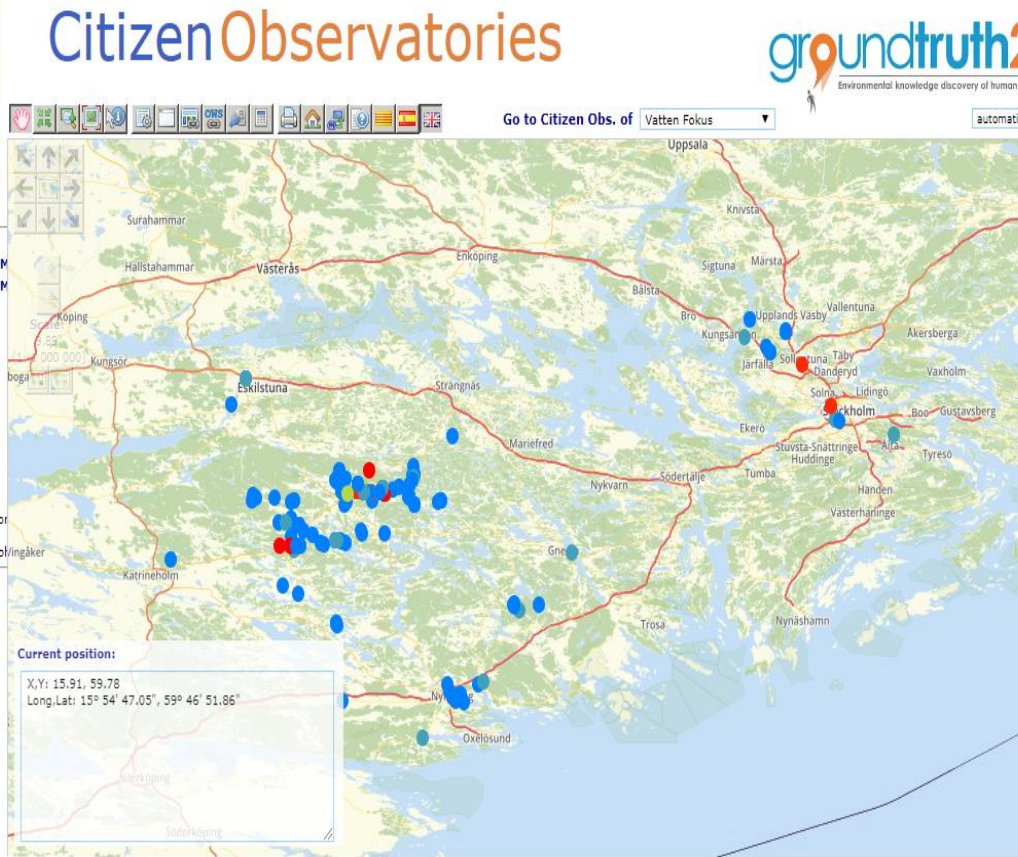 Citizen Observatories
groundtruth2
Environmental knowledge discovery of human
OWS
Go to Citizen Obs. of Vatten Fokus
automati
Uppsala
Knivsta
Surahammar
Hallstahammar
Västerås
Enköping
Sigtuna
Märsta
Bålsta
Bro
Upplands Väsby
Vallentuna
Köping
Åkersberga
Järfälla
Täby
Danderyd
Vaxholm
Kungsör
boga
Eskilstuna
Strängnäs
Solna
Lidingö
Ekerö
Boo
Gustavsberg
Mariefred
Stuvsta-Snättringe
Huddinge
Älta
Tyresö
Nykvarn
Södertälje
Tumba
Handen
Västerhaninge
Katrineholm
Trosa
Nynäshamn
Current position:
X,Y: 15.91, 59.78
Long,Lat: 15° 54' 47.05", 59° 46' 51.86"
Oxelösund
Norrköping
Söderköping